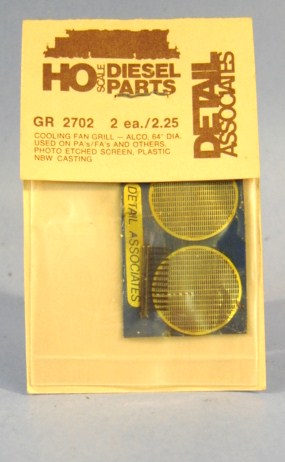 HO SCALE DIESEL PARTS
DETAIL ASSOCIATES
GR 2702 2 ea./2.25
COOLING FAN GRILL -- ALCO, 64" DIA.
USED ON PA's/FA's AND OTHERS.
PHOTO ETCHED SCREEN, PLASTIC
NBW CASTING
DETAIL ASSOCIATES